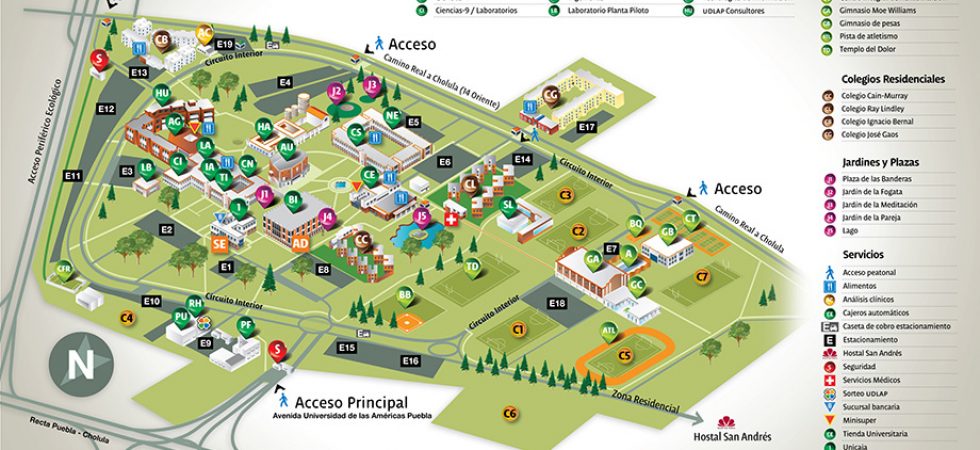 CA Ciencias-9 / Laboratorios
LB Laboratorio Planta Piloto
HU UDLAP Consultores
GA Gimnasio Moe Williams
GB Gimnasio de pesas
Pista de atletismo
TD Templo del Dolor
Colegios Residenciales
CC Colegio Cain-Murray
Colegio Ray Lindley
Colegio Ignacio Bernal
Colegio José Gaos
Jardines y Plazas
J1 Plaza de las Banderas
J2 Jardín de la Fogata
J3 Jardín de la Meditación
J4 Jardín de la Pareja
J5 Lago
Servicios
Acceso peatonal
Alimentos
Análisis clínicos
Cajeros automáticos
E Caseta de cobro estacionamiento
E Estacionamiento
Hostal San Andrés
S Seguridad
Servicios Médicos
Sorteo UDLAP
Sucursal bancaria
Minisuper
Tienda Universitaria
Unicaja
Acceso
Camino Real a Cholula (14 Oriente)
Circuito Interior
Acceso Periférico Ecológico
CB
AC
E19
E
S
E13
E12
HU
AG
E4
J2
J3
HA
LA
AU
CS
NE
E5
CG
E17
E11
E3
LB
CI
IA
TI
CN
E6
E14
Circuito Interior
Acceso
Camino Real a Cholula
J1
BI
CE
CL
C3
SL
1
J4
J5
C2
BQ
GB
CT
E2
SE
AD
CC
E7
A
GA
GC
C7
CFR
E1
E8
TD
BB
E18
Circuito Interior
E10
Circuito Interior
C4
PU
RH
PF
E9
S
E
E15
E16
C1
ATL
C5
C6
N
Acceso Principal
Avenida Universidad de las Américas Puebla
Recta Puebla - Cholula
Zona Residencial
Hostal San Andrés